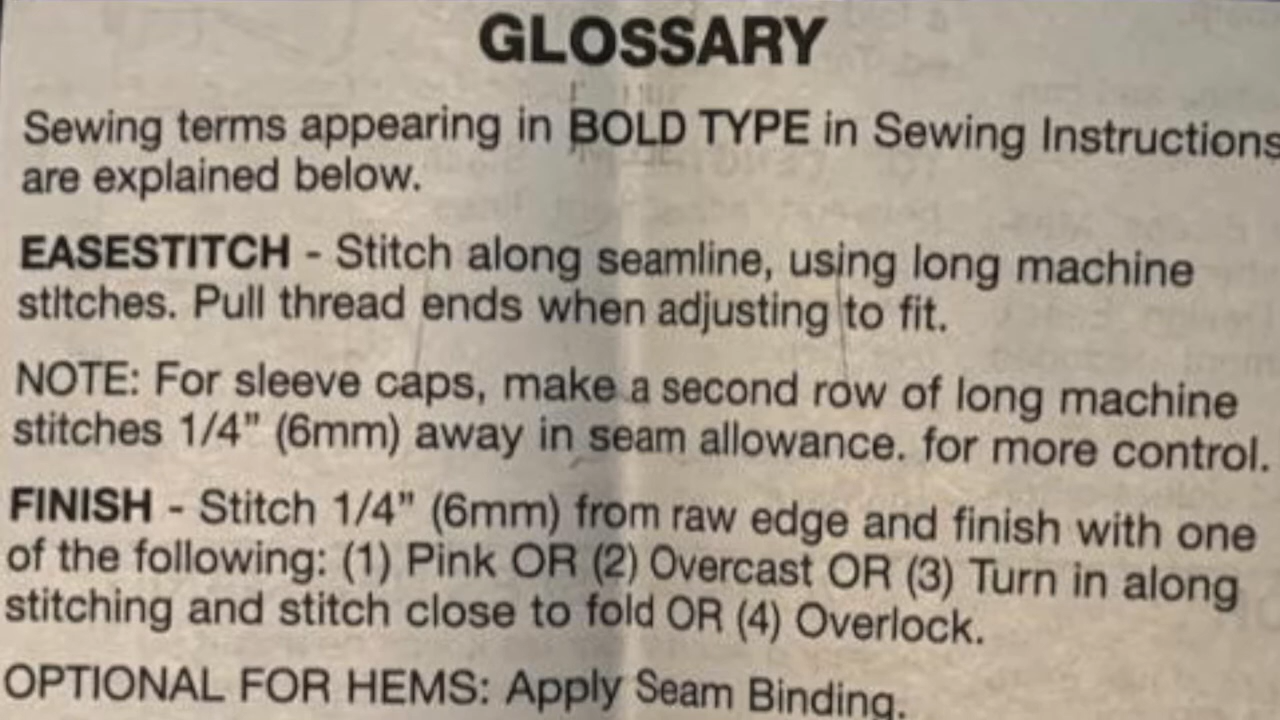 GLOSSARY
Sewing terms appearing in BOLD TYPE in Sewing Instructions
are explained below.
EASESTITCH - Stitch along seamline, using long machine
stitches. Pull thread ends when adjusting to fit.
NOTE: For sleeve caps, make a second row of long machine
stitches 1/4” (6mm) away in seam allowance. for more control.
FINISH - Stitch 1/4” (6mm) from raw edge and finish with one
of the following: (1) Pink OR (2) Overcast OR (3) Turn in along
stitching and stitch close to fold OR (4) Overlock.
OPTIONAL FOR HEMS: Apply Seam Binding.